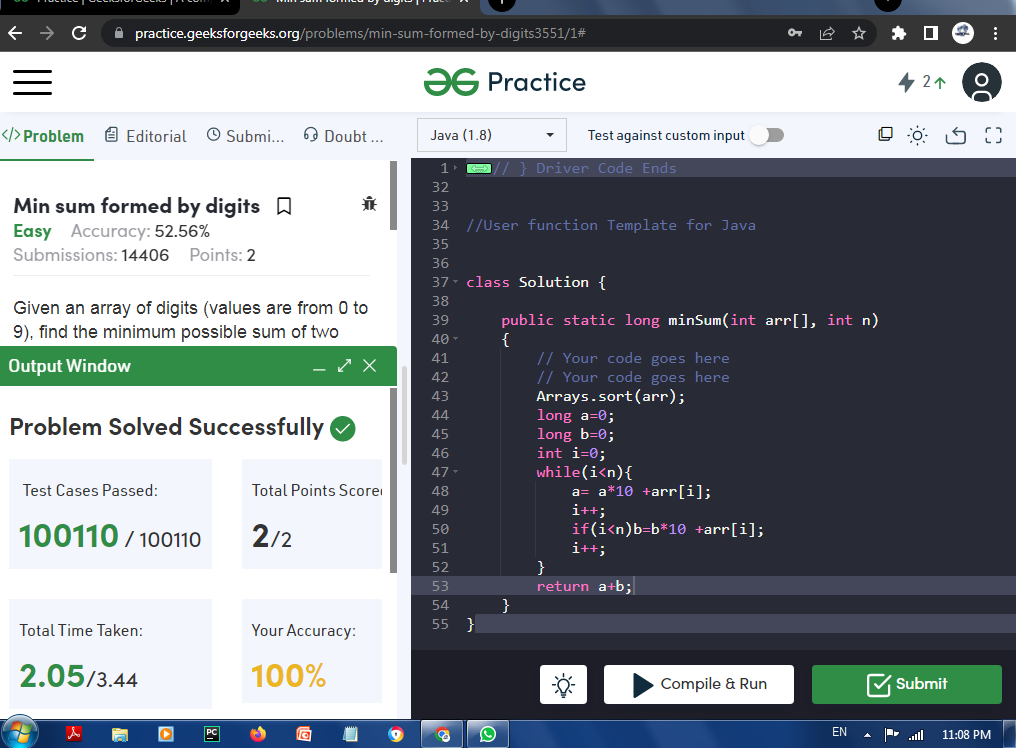 Practice | GeeksforGeeks | A com
Min sum formed by digits | Prac
practice.geeksforgeeks.org/problems/min-sum-formed-by-digits3551/1#
Practice
2
</> Problem Editorial Submi... Doubt ...
Java (1.8) Test against custom input
Min sum formed by digits
Easy Accuracy: 52.56%
Submissions: 14406 Points: 2
Given an array of digits (values are from 0 to
9), find the minimum possible sum of two
Output Window
Problem Solved Successfully
Test Cases Passed:
100110 / 100110
Total Points Score
2/2
Total Time Taken:
2.05/3.44
Your Accuracy:
100%
1 // } Driver Code Ends
32
33
34 //User function Template for Java
35
36
37 class Solution {
38
39 public static long minSum(int arr[], int n)
40 {
41 // Your code goes here
42 // Your code goes here
43 Arrays.sort(arr);
44 long a=0;
45 long b=0;
46 int i=0;
47 while(i<n){
48 a= a*10 +arr[i];
49 i++;
50 if(i<n)b=b*10 +arr[i];
51 i++;
52 }
53 return a+b;
54 }
55 }
Compile & Run
Submit
PC
EN
11:08 PM